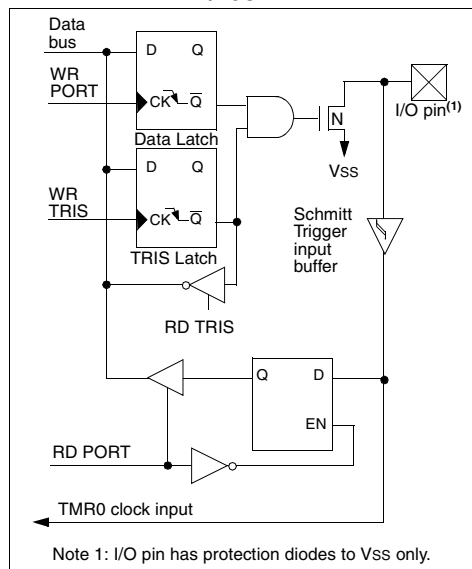 Data
bus
D Q
WR
PORT
CK Q
Data Latch
N
I/O pin(1)
VSS
D Q
WR
TRIS
CK Q
TRIS Latch
Schmitt
Trigger
input
buffer
RD TRIS
Q D
EN
RD PORT
TMR0 clock input
Note 1: I/O pin has protection diodes to VSS only.